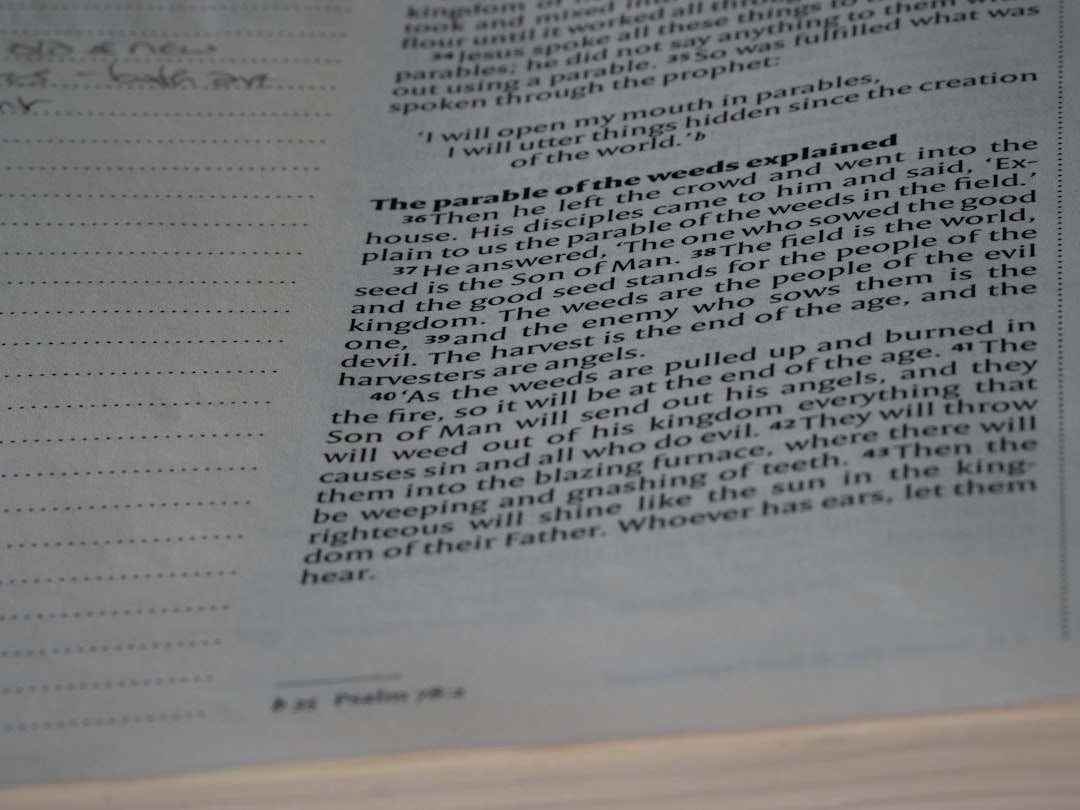 old & new
- both are
kingdom of
took and mixed into
flour until it worked all through
34 Jesus spoke all these things to
parables; he did not say anything to them with-
out using a parable. 35 So was fulfilled what was
spoken through the prophet:
‘I will open my mouth in parables,
I will utter things hidden since the creation
of the world.’ b
The parable of the weeds explained
36 Then he left the crowd and went into the
house. His disciples came to him and said, ‘Ex-
plain to us the parable of the weeds in the field.’
37 He answered, ‘The one who sowed the good
seed is the Son of Man. 38 The field is the world,
and the good seed stands for the people of the
kingdom. The weeds are the people of the evil
one, 39 and the enemy who sows them is the
devil. The harvest is the end of the age, and the
harvesters are angels.
40 ‘As the weeds are pulled up and burned in
the fire, so it will be at the end of the age. 41 The
Son of Man will send out his angels, and they
will weed out of his kingdom everything that
causes sin and all who do evil. 42 They will throw
them into the blazing furnace, where there will
be weeping and gnashing of teeth. 43 Then the
righteous will shine like the sun in the king-
dom of their Father. Whoever has ears, let them
hear.
b 35 Psalm 78:2